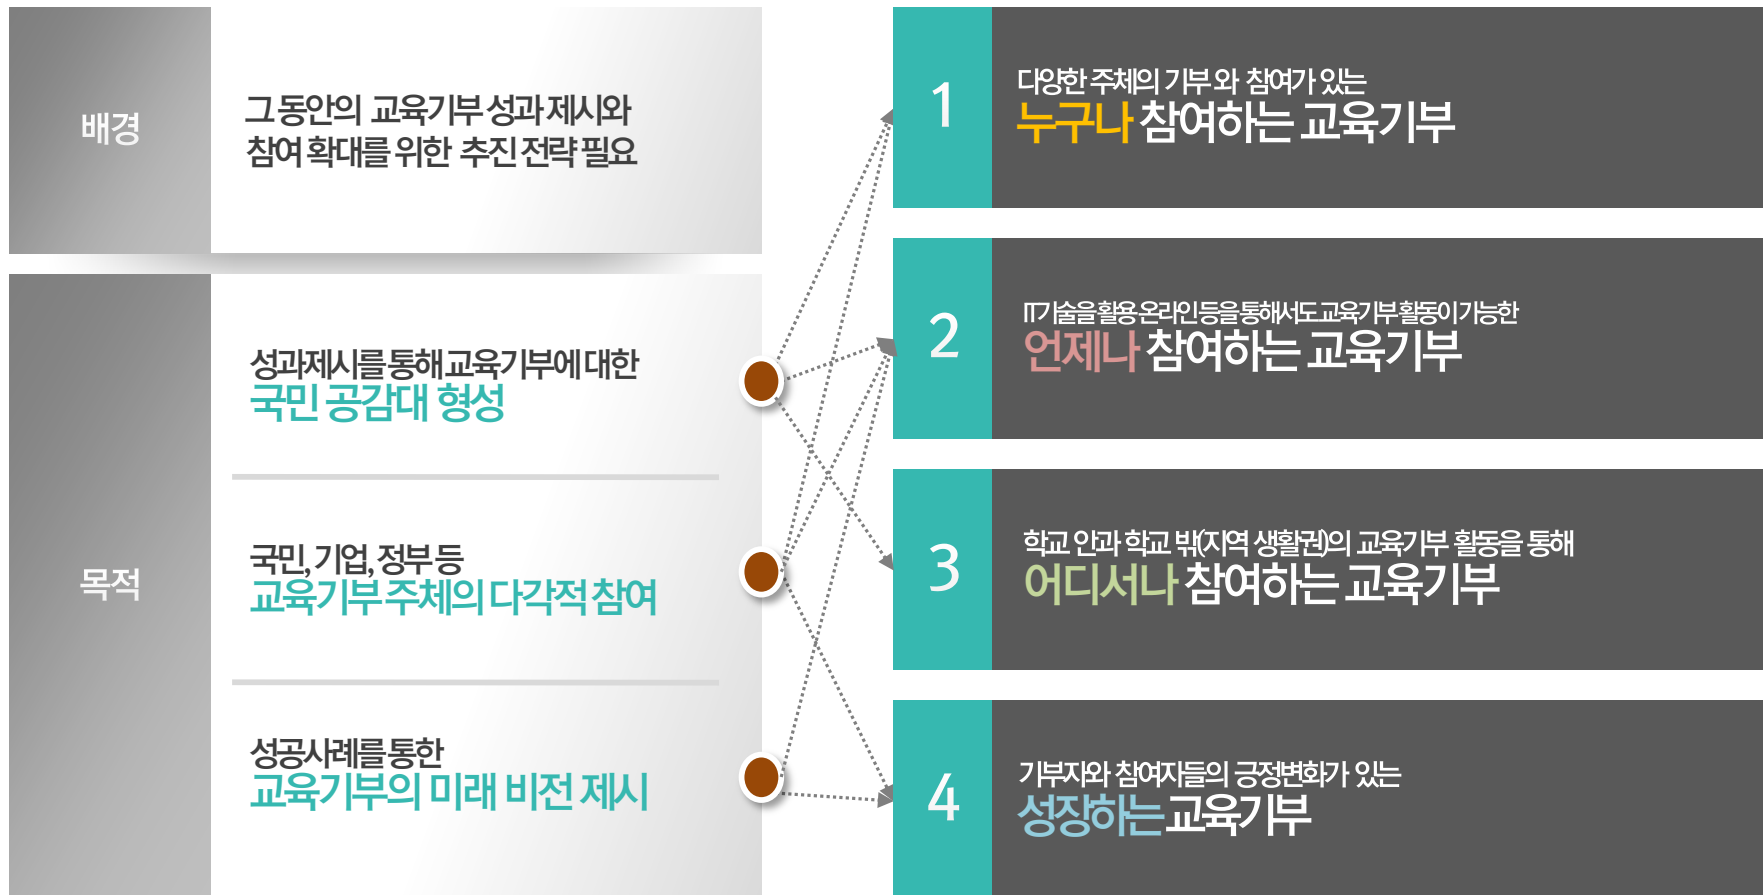 배경
그 동안의 교육기부 성과 제시와
참여 확대를 위한 추진 전략 필요
목적
성과제시를 통해 교육기부에 대한
국민 공감대 형성
국민, 기업, 정부 등
교육기부 주체의 다각적 참여
성공사례를 통한
교육기부의 미래 비전 제시
1
다양한 주체의 기부 와 참여가 있는
누구나 참여하는 교육기부
2
IT기술을 활용 온라인 등을 통해서도 교육기부 활동이 가능한
언제나 참여하는 교육기부
3
학교 안과 학교 밖(지역 생활권)의 교육기부 활동을 통해
어디서나 참여하는 교육기부
4
기부자와 참여자들의 긍정변화가 있는
성장하는 교육기부